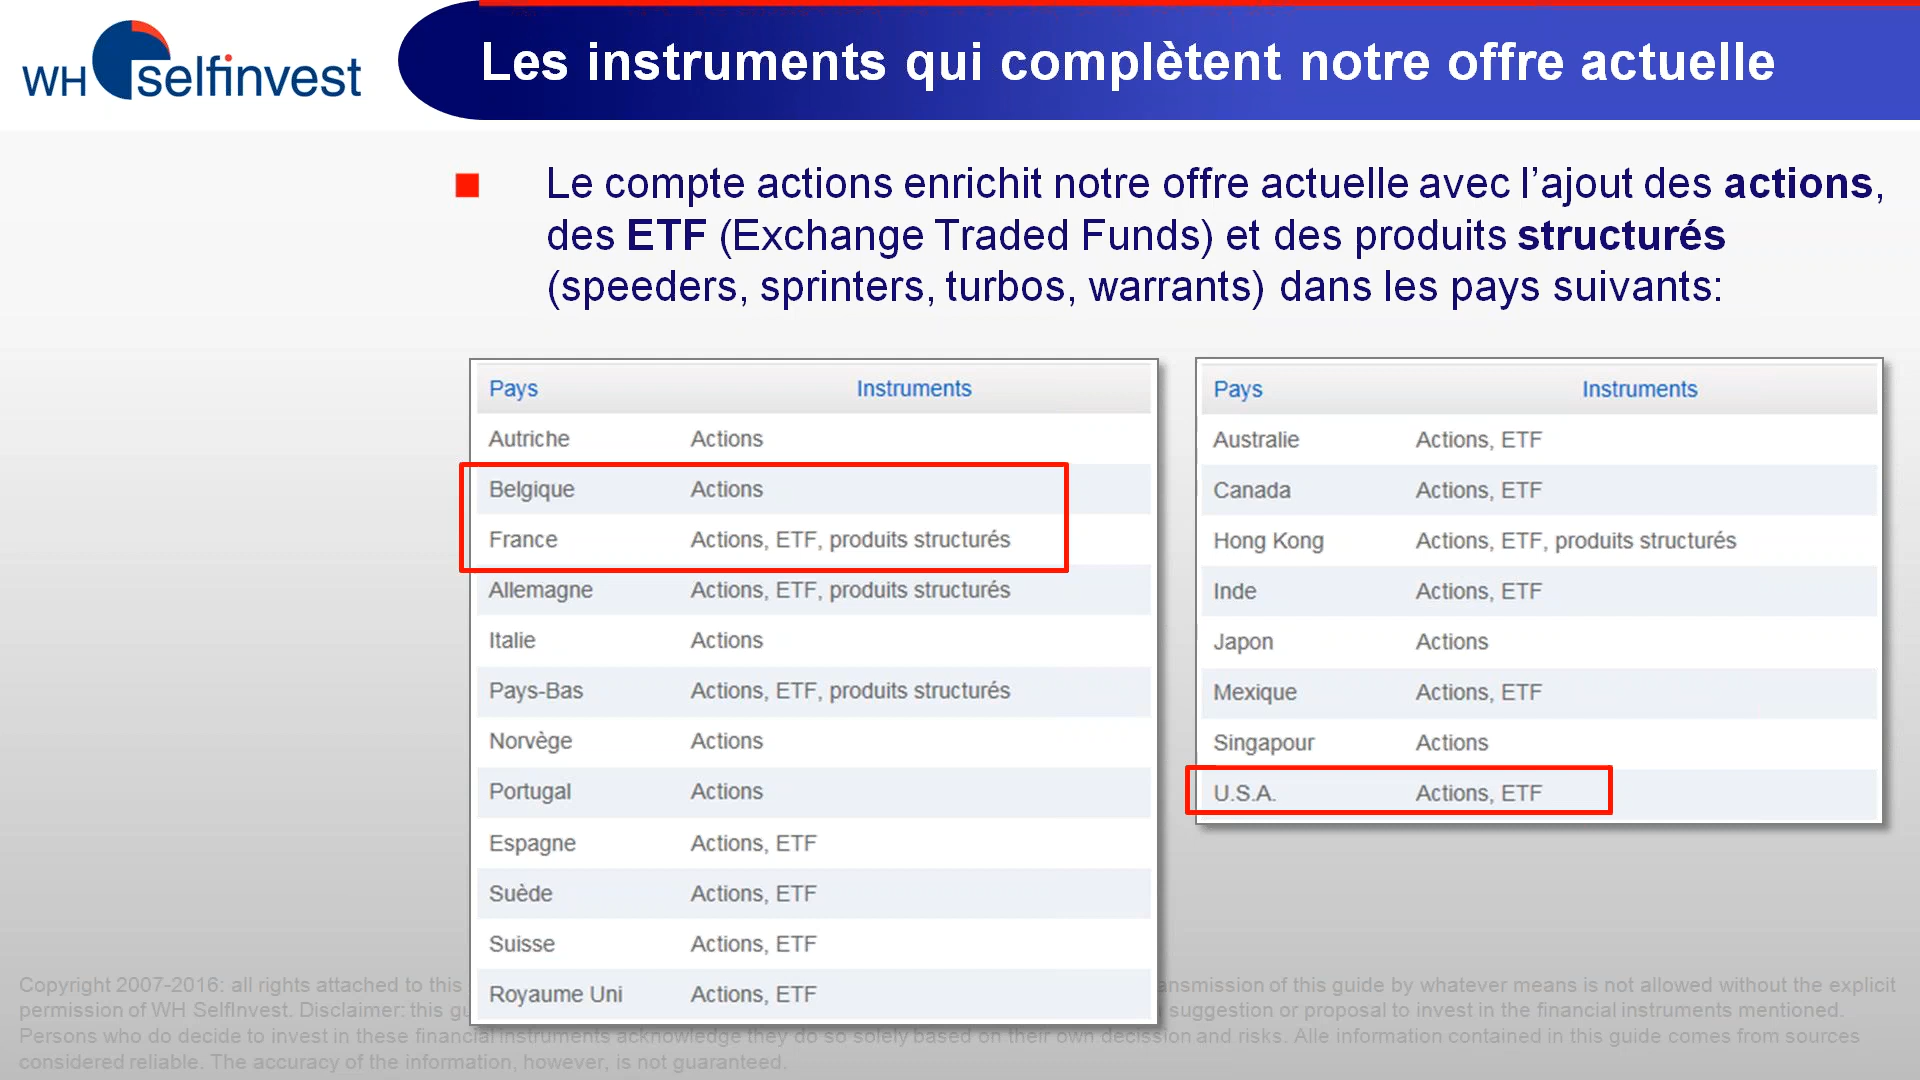 WH selfinvest
Les instruments qui complètent notre offre actuelle
Le compte actions enrichit notre offre actuelle avec l’ajout des actions,
des ETF (Exchange Traded Funds) et des produits structurés
(speeders, sprinters, turbos, warrants) dans les pays suivants:
Pays Instruments
Autriche Actions
Belgique Actions
France Actions, ETF, produits structurés
Allemagne Actions, ETF, produits structurés
Italie Actions
Pays-Bas Actions, ETF, produits structurés
Norvège Actions
Portugal Actions
Espagne Actions, ETF
Suède Actions, ETF
Suisse Actions, ETF
Royaume Uni Actions, ETF
Pays Instruments
Australie Actions, ETF
Canada Actions, ETF
Hong Kong Actions, ETF, produits structurés
Inde Actions, ETF
Japon Actions
Mexique Actions, ETF
Singapour Actions
U.S.A. Actions, ETF
Copyright 2007-2016: all rights attached to this ansmission of this guide by whatever means is not allowed without the explicit
permission of WH SelfInvest. Disclaimer: this gu suggestion or proposal to invest in the financial instruments mentioned.
Persons who do decide to invest in these financial instruments acknowledge they do so solely based on their own decission and risks. Alle information contained in this guide comes from sources
considered reliable. The accuracy of the information, however, is not guaranteed.